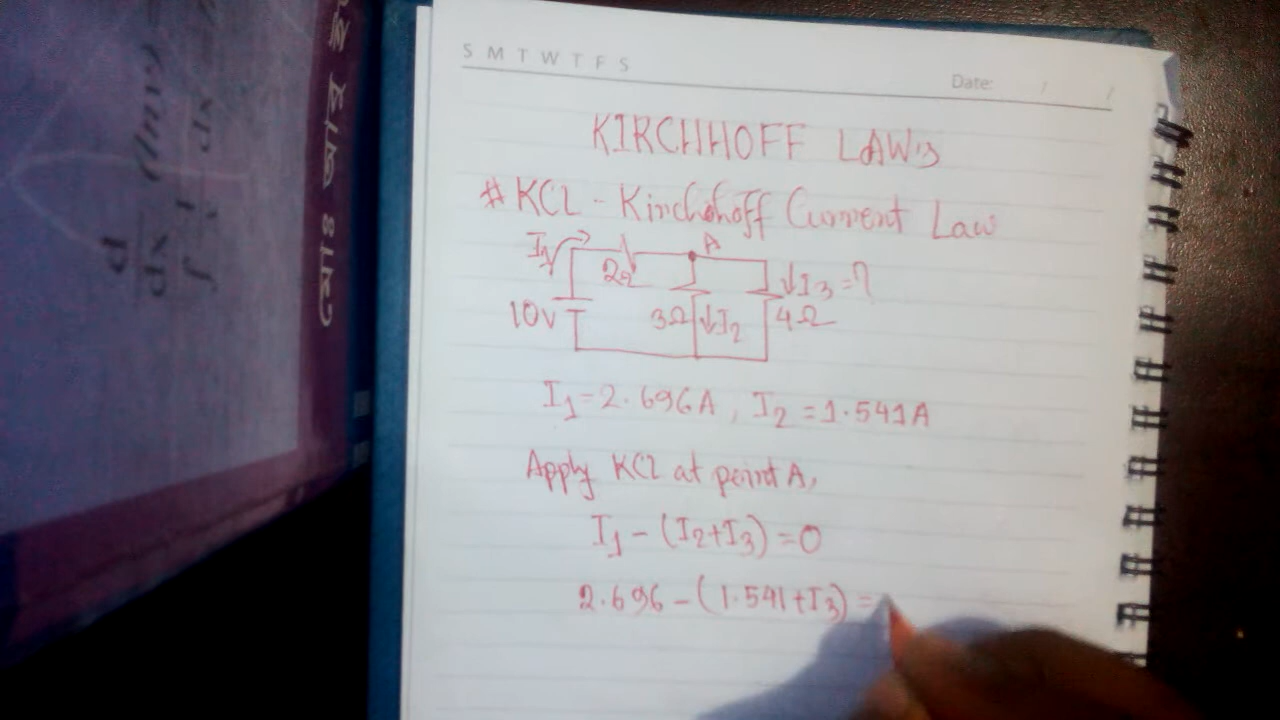 S M T W T F S
Date: / /
KIRCHHOFF LAWS
# KCL - Kirchohoff Current Law
I1 2Ω A ↓I3 = ?
10V 3Ω ↓I2 4Ω
I1 = 2.696A, I2 = 1.541A
Apply KCL at point A,
I1 - (I2+I3) = 0
2.696 - (1.541+I3) =